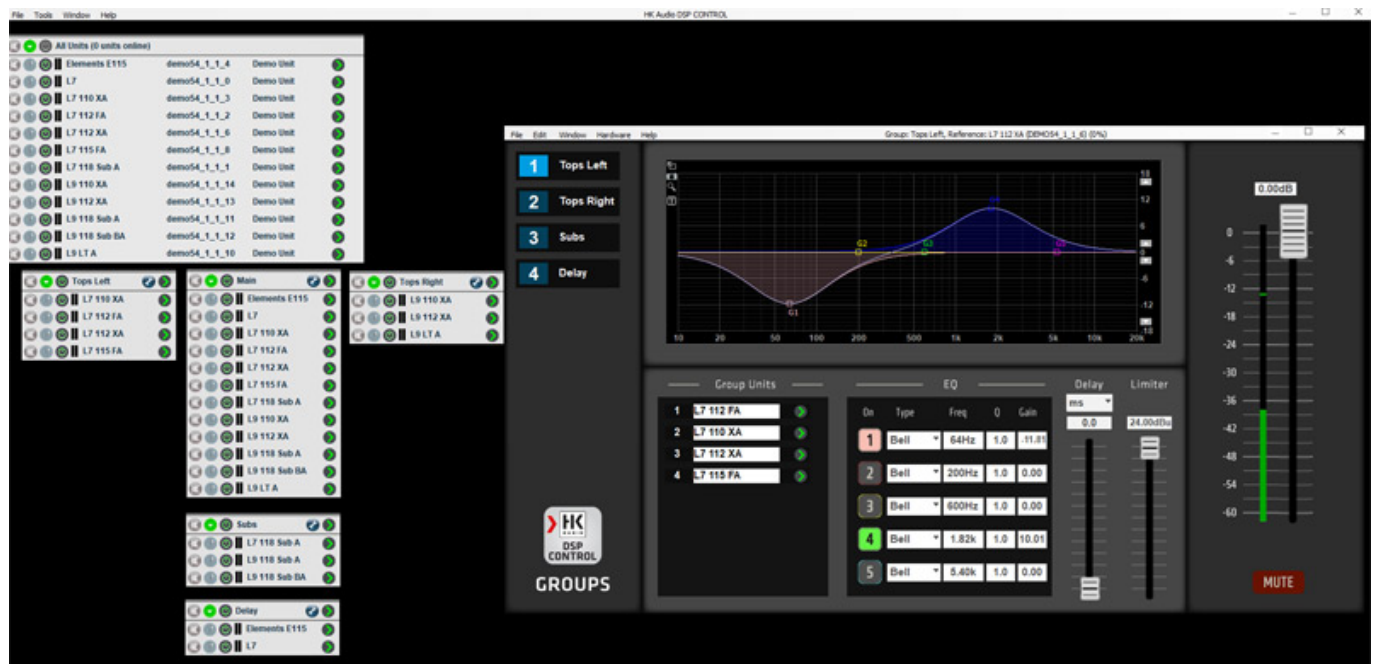 File Tools Window Help
HK Audio DSP CONTROL
All Units (0 units online)
Elements E115 demo54_1_1_4 Demo Unit
L7 demo54_1_1_0 Demo Unit
L7 110 XA demo54_1_1_3 Demo Unit
L7 112 FA demo54_1_1_2 Demo Unit
L7 112 XA demo54_1_1_6 Demo Unit
L7 115 FA demo54_1_1_8 Demo Unit
L7 118 Sub A demo54_1_1_1 Demo Unit
L9 110 XA demo54_1_1_14 Demo Unit
L9 112 XA demo54_1_1_13 Demo Unit
L9 118 Sub A demo54_1_1_11 Demo Unit
L9 118 Sub BA demo54_1_1_12 Demo Unit
L9 LT A demo54_1_1_10 Demo Unit
Tops Left
L7 110 XA
L7 112 FA
L7 112 XA
L7 115 FA
Main
Elements E115
L7
L7 110 XA
L7 112 FA
L7 112 XA
L7 115 FA
L7 118 Sub A
L9 110 XA
L9 112 XA
L9 118 Sub A
L9 118 Sub BA
L9 LT A
Tops Right
L9 110 XA
L9 112 XA
L9 LT A
Subs
L7 118 Sub A
L9 118 Sub A
L9 118 Sub BA
Delay
Elements E115
L7
File Edit Window Hardware Help
Group: Tops Left, Reference: L7 112 XA (DEMO54_1_1_6) (0%)
1 Tops Left
2 Tops Right
3 Subs
4 Delay
HK
AUDIO
DSP
CONTROL
GROUPS
18
12
6
0
-6
-12
-18
G1
G2
G3
10 20 50 100 200 500 1k 2k 5k 10k 20k
Group Units
1 L7 112 FA
2 L7 110 XA
3 L7 112 XA
4 L7 115 FA
EQ
On Type Freq Q Gain
1 Bell 64Hz 1.0 -11.81
2 Bell 200Hz 1.0 0.00
3 Bell 600Hz 1.0 0.00
4 Bell 1.82k 1.0 10.01
5 Bell 5.40k 1.0 0.00
Delay
ms
0.0
Limiter
24.00dBu
0.00dB
0
-6
-12
-18
-24
-30
-36
-42
-48
-54
-60
MUTE